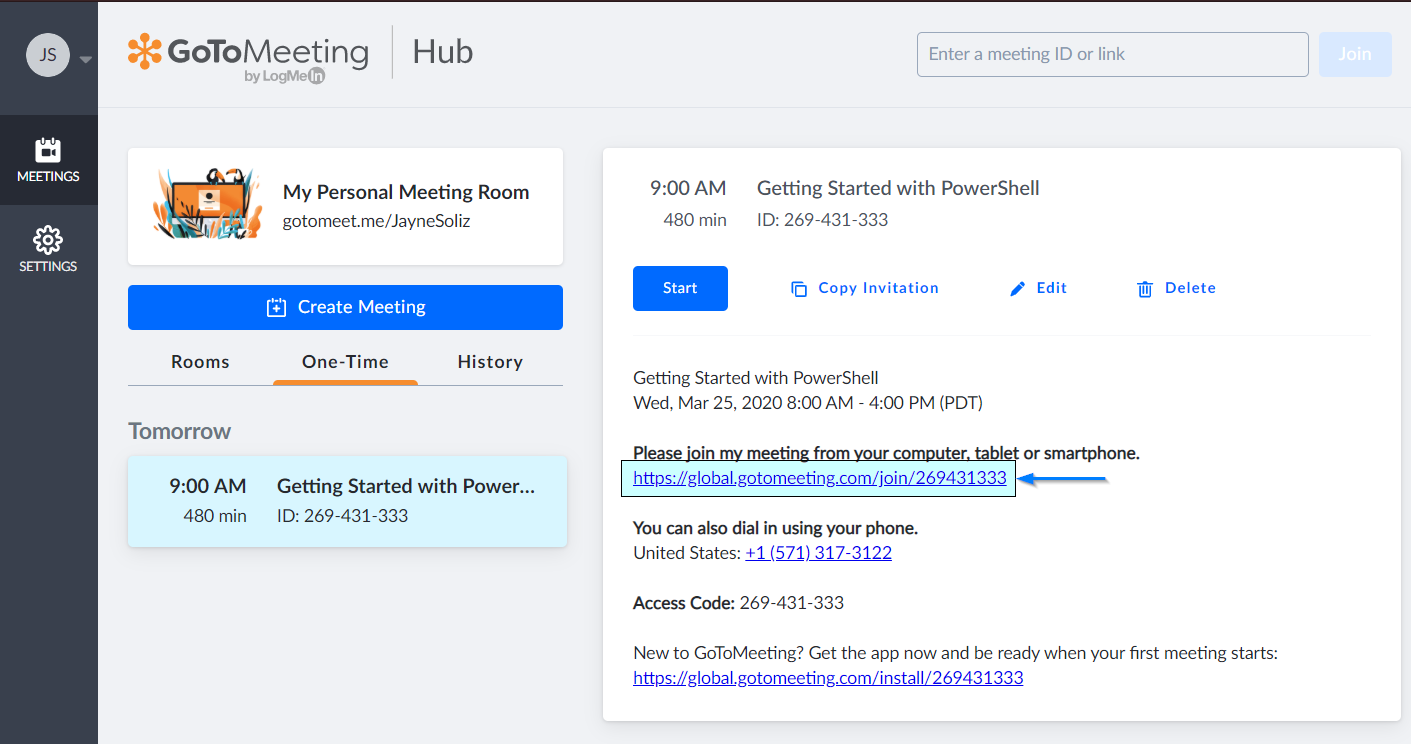 JS
GoToMeeting
by LogMeIn
Hub
Enter a meeting ID or link
Join
MEETINGS
SETTINGS
My Personal Meeting Room
gotomeet.me/JayneSoliz
Create Meeting
Rooms One-Time History
Tomorrow
9:00 AM Getting Started with Power...
480 min ID: 269-431-333
9:00 AM Getting Started with PowerShell
480 min ID: 269-431-333
Start Copy Invitation Edit Delete
Getting Started with PowerShell
Wed, Mar 25, 2020 8:00 AM - 4:00 PM (PDT)
Please join my meeting from your computer, tablet or smartphone.
https://global.gotomeeting.com/join/269431333
You can also dial in using your phone.
United States: +1 (571) 317-3122
Access Code: 269-431-333
New to GoToMeeting? Get the app now and be ready when your first meeting starts:
https://global.gotomeeting.com/install/269431333